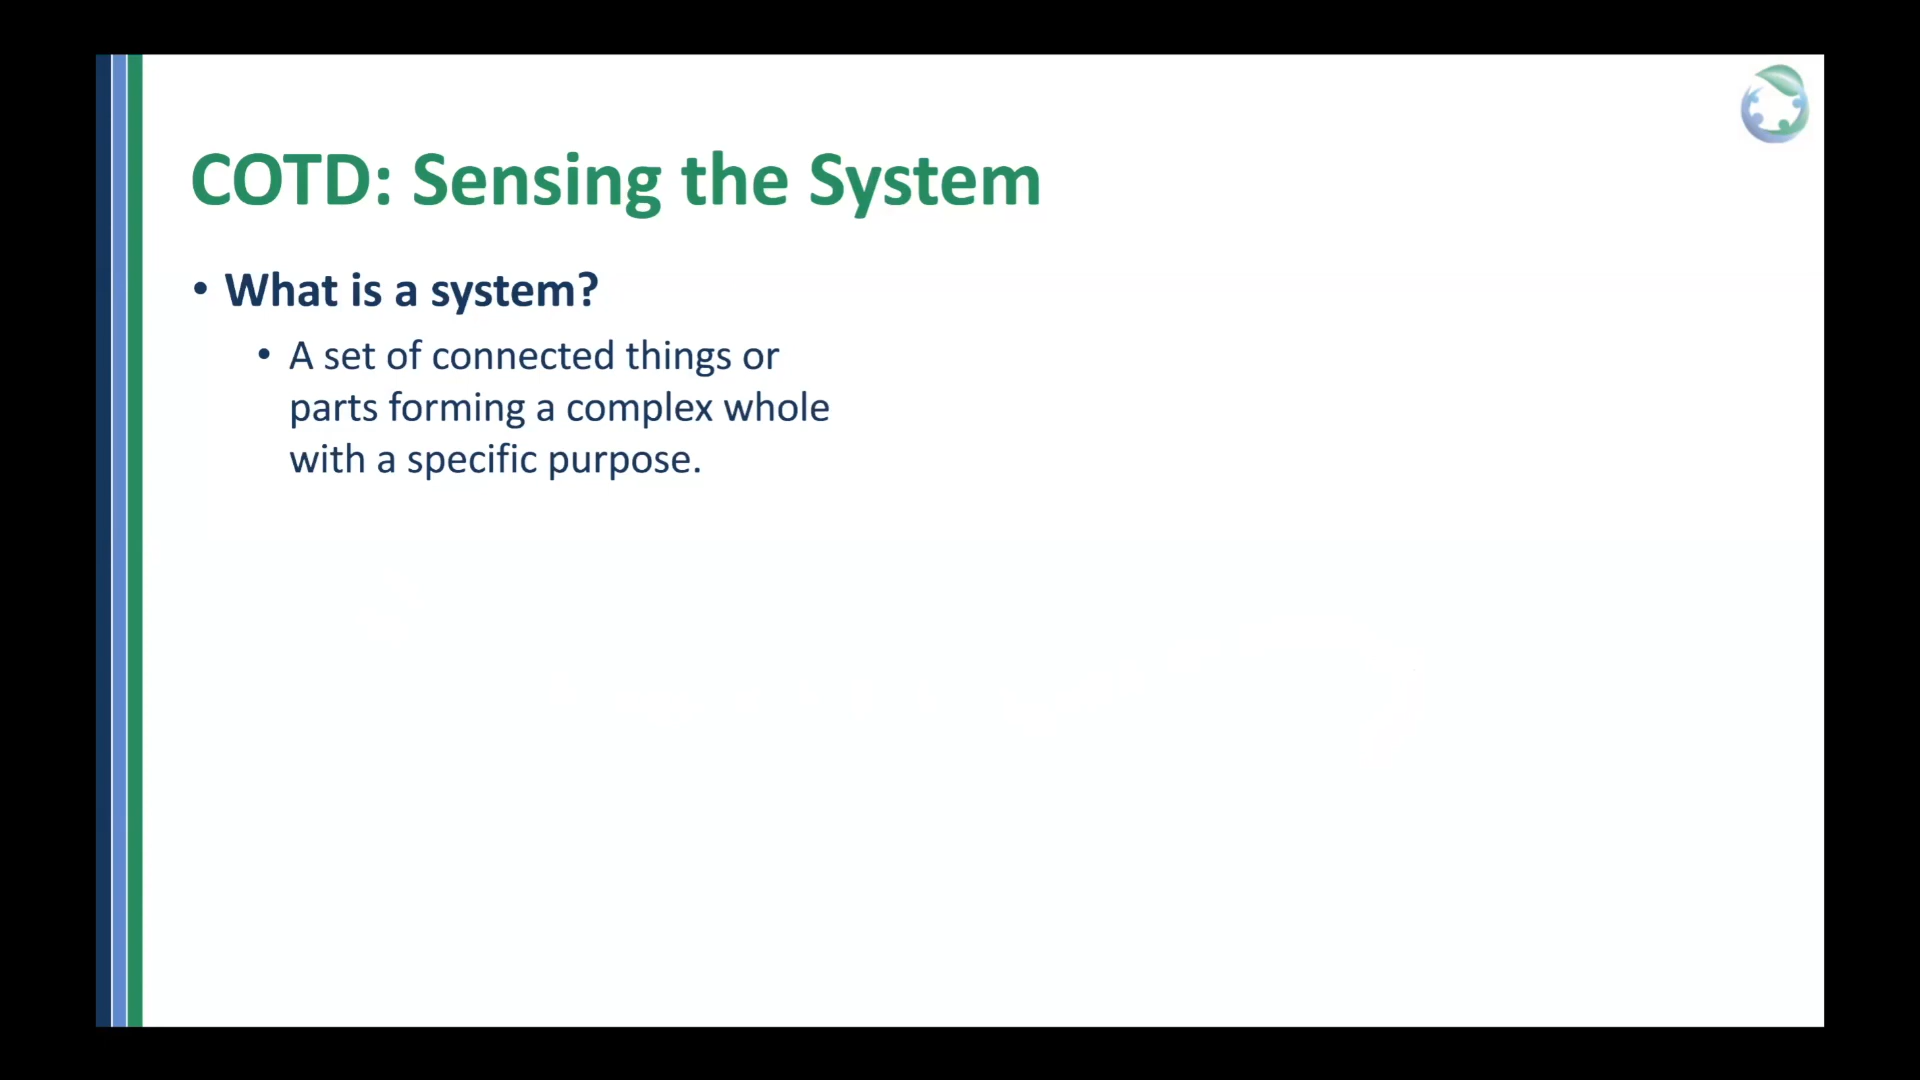 COTD: Sensing the System
• What is a system?
• A set of connected things or
parts forming a complex whole
with a specific purpose.